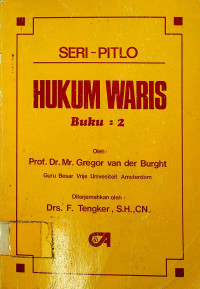 SERI-PITLO
HUKUM WARIS
Buku : 2
Oleh :
Prof. Dr. Mr. Gregor van der Burght
Guru Besar Vrije Univesiteit Amsterdam
Diterjemahkan oleh :
Drs. F. Tengker, S.H.,CN.